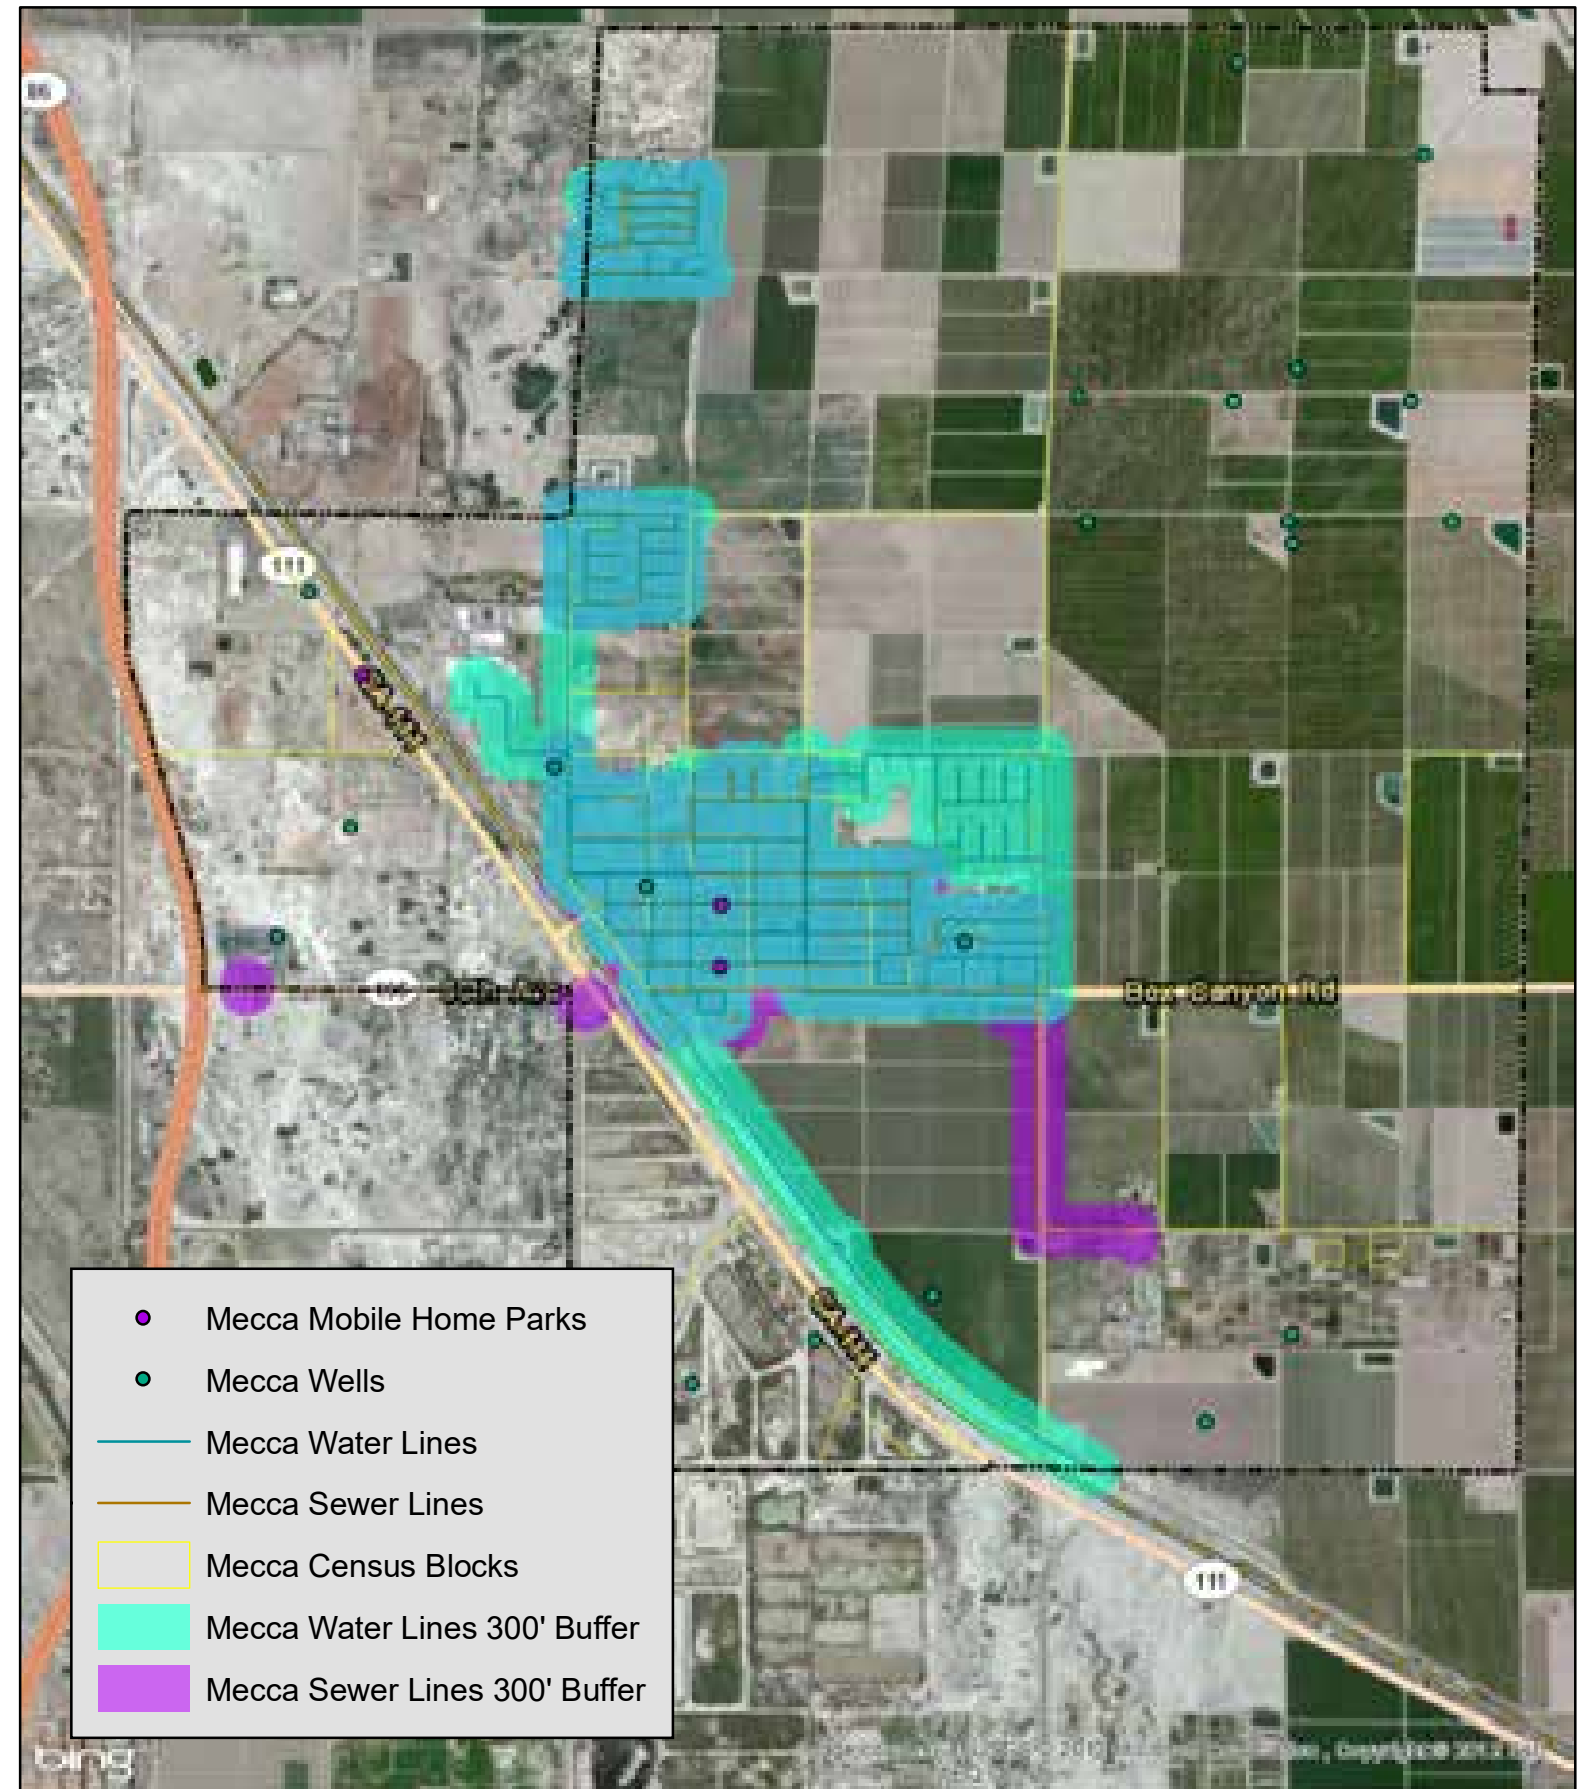 86
111
Box Canyon Rd
Mecca Mobile Home Parks
Mecca Wells
Mecca Water Lines
Mecca Sewer Lines
Mecca Census Blocks
Mecca Water Lines 300' Buffer
Mecca Sewer Lines 300' Buffer
111
bing